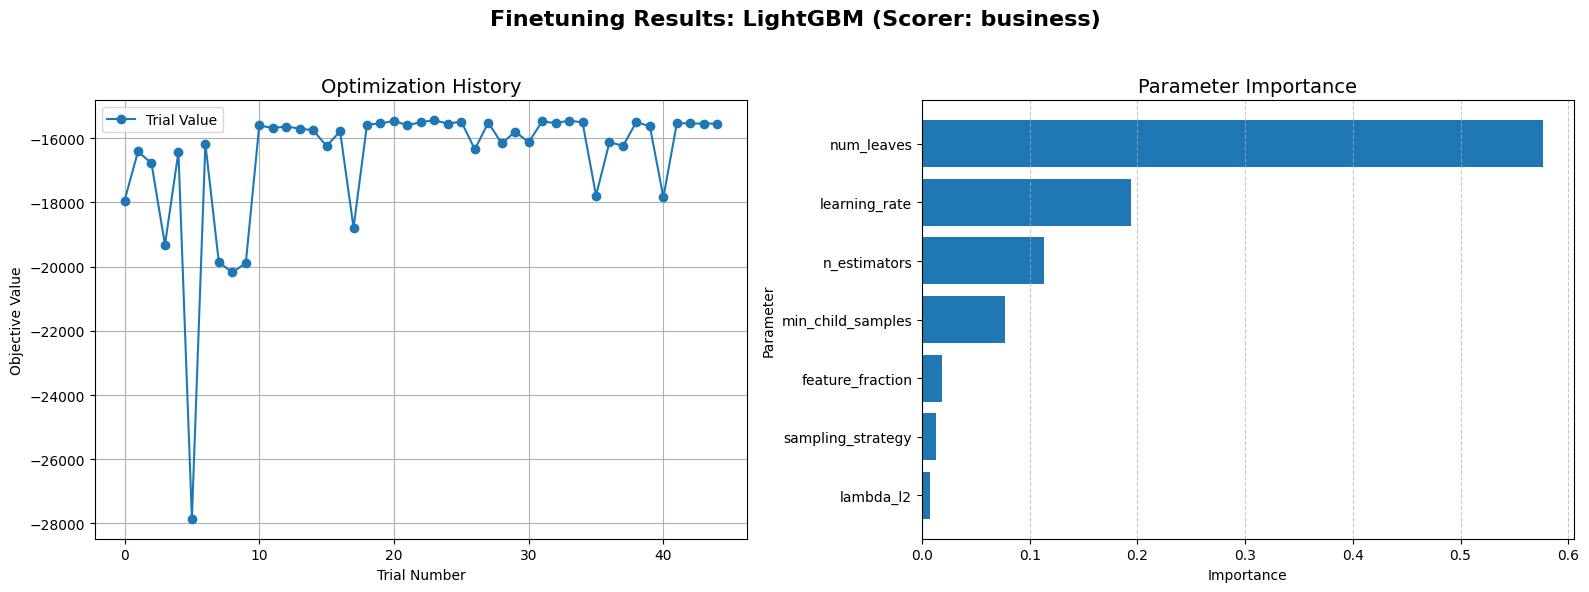 Finetuning Results: LightGBM (Scorer: business)
Optimization History
Trial Value
Objective Value
−16000
−18000
−20000
−22000
−24000
−26000
−28000
0
10
20
30
40
Trial Number
Parameter Importance
Parameter
num_leaves
learning_rate
n_estimators
min_child_samples
feature_fraction
sampling_strategy
lambda_l2
0.0
0.1
0.2
0.3
0.4
0.5
0.6
Importance